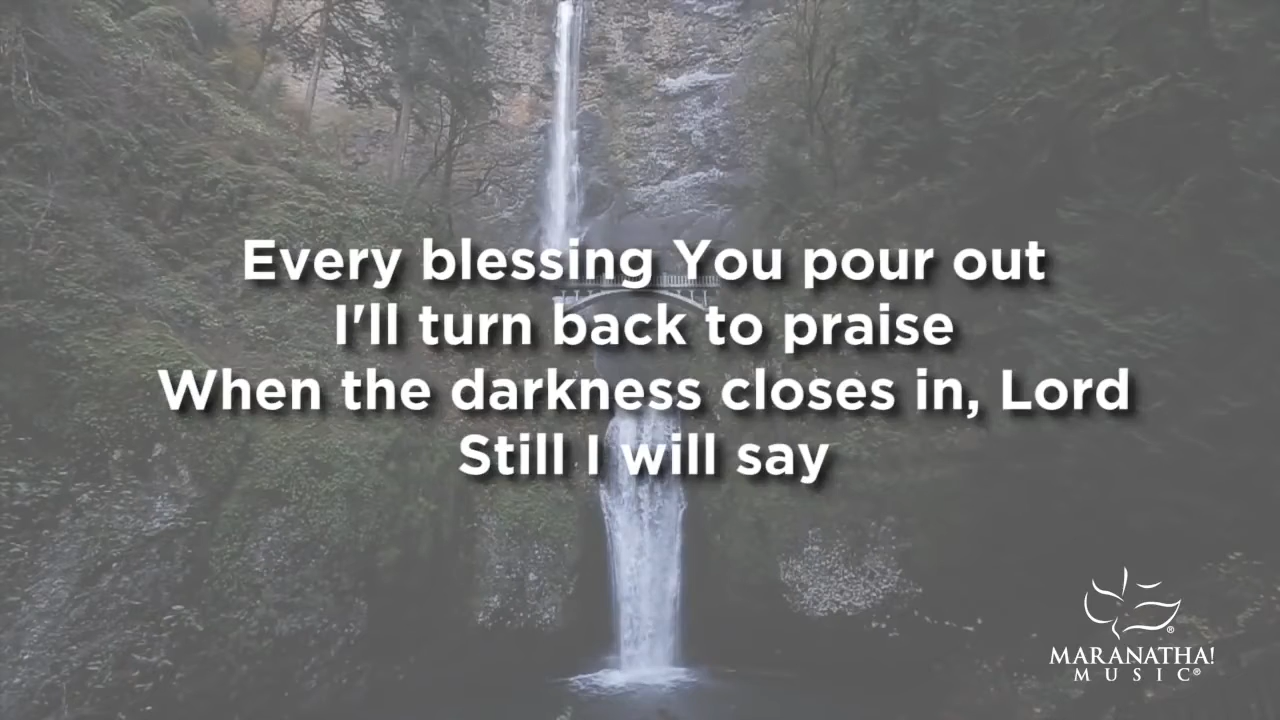 Every blessing You pour out
I'll turn back to praise
When the darkness closes in, Lord
Still I will say
MARANATHA!
MUSIC®